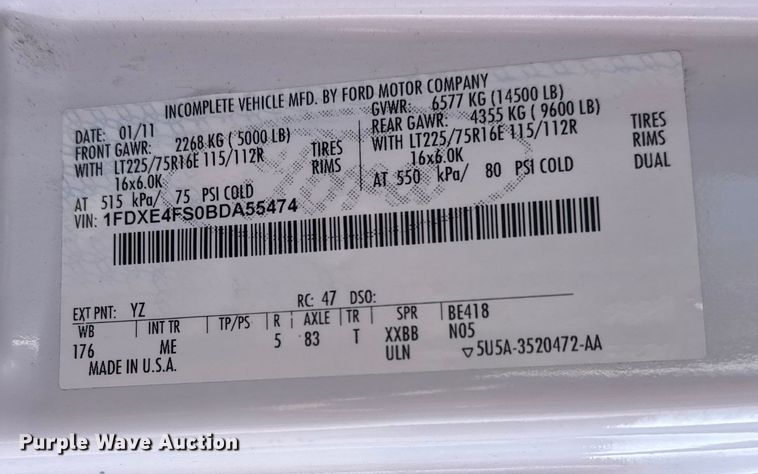 INCOMPLETE VEHICLE MFD. BY FORD MOTOR COMPANY
DATE: 01/11 GVWR: 6577 KG (14500 LB)
FRONT GAWR: 2268 KG ( 5000 LB) REAR GAWR: 4355 KG ( 9600 LB)
WITH LT225/75R16E 115/112R TIRES WITH LT225/75R16E 115/112R TIRES
16x6.0K RIMS 16x6.0K RIMS
AT 515 kPa/ 75 PSI COLD AT 550 kPa/ 80 PSI COLD DUAL
VIN: 1FDXE4FS0BDA55474
EXT PNT: YZ RC: 47 DSO:
WB INT TR TP/PS R AXLE TR SPR BE418
176 ME 5 83 T XXBB N05
MADE IN U.S.A. ULN ▽5U5A-3520472-AA
Purple Wave Auction